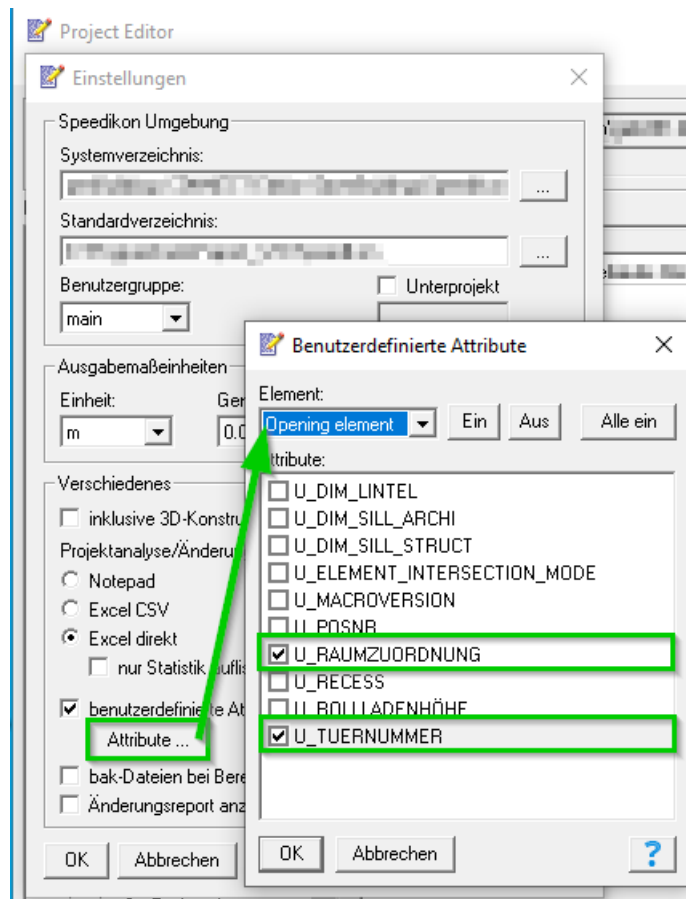 Project Editor
Einstellungen
Speedikon Umgebung
Systemverzeichnis:
...
Standardverzeichnis:
...
Benutzergruppe:
Unterprojekt
main
Ausgabemaßeinheiten
Einheit:
m
0.0
Verschiedenes
inklusive 3D-Konstru
Projektanalyse/Änderu
Notepad
Excel CSV
Excel direkt
nur Statistik
benutzerdefinierte At
Attribute ...
bak-Dateien bei Bere
Änderungsreport anz
OK Abbrechen
Benutzerdefinierte Attribute
Element:
Opening element Ein Aus Alle ein
ttribute:
U_DIM_LINTEL
U_DIM_SILL_ARCHI
U_DIM_SILL_STRUCT
U_ELEMENT_INTERSECTION_MODE
U_MACROVERSION
U_POSNR
U_RAUMZUORDNUNG
U_RECESS
U_ROLLLADENHÖHE
U_TUERNUMMER
OK Abbrechen ?